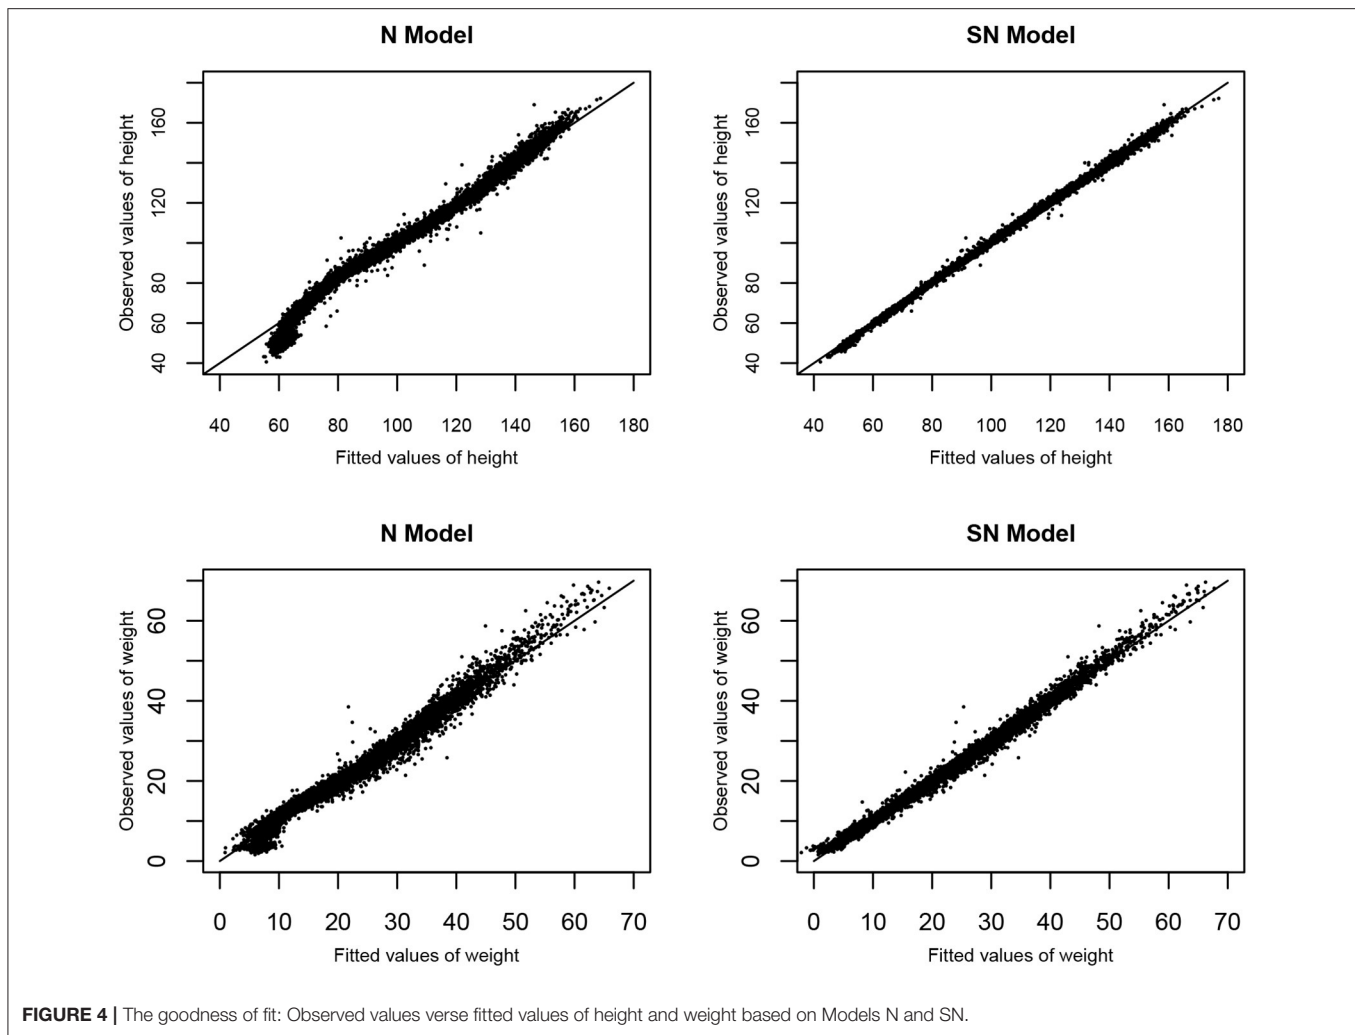 N Model
SN Model
Observed values of height
160
120
80
60
40
40 60 80 100 120 140 160 180
Fitted values of height
Observed values of height
160
120
80
60
40
40 60 80 100 120 140 160 180
Fitted values of height
N Model
SN Model
Observed values of weight
60
40
20
0
0 10 20 30 40 50 60 70
Fitted values of weight
Observed values of weight
60
40
20
0
0 10 20 30 40 50 60 70
Fitted values of weight
FIGURE 4 | The goodness of fit: Observed values verse fitted values of height and weight based on Models N and SN.